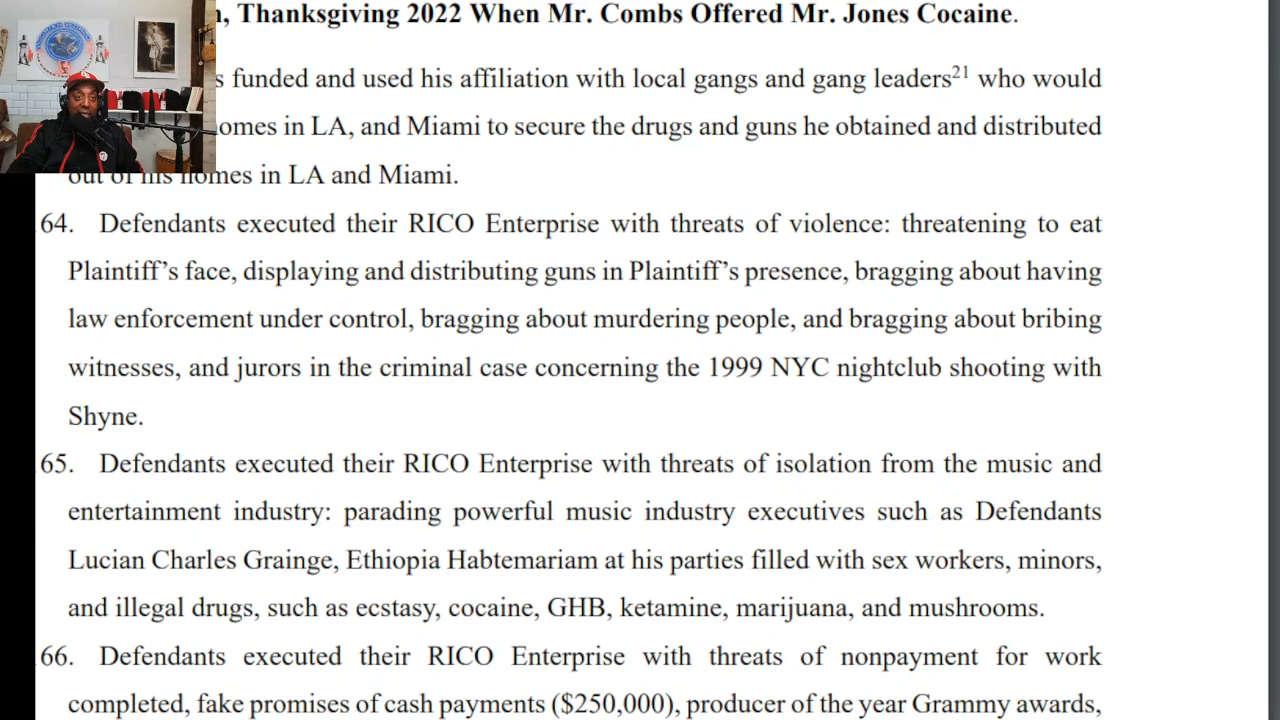 , Thanksgiving 2022 When Mr. Combs Offered Mr. Jones Cocaine.
s funded and used his affiliation with local gangs and gang leaders21 who would
omes in LA, and Miami to secure the drugs and guns he obtained and distributed
out of his homes in LA and Miami.
64. Defendants executed their RICO Enterprise with threats of violence: threatening to eat
Plaintiff’s face, displaying and distributing guns in Plaintiff’s presence, bragging about having
law enforcement under control, bragging about murdering people, and bragging about bribing
witnesses, and jurors in the criminal case concerning the 1999 NYC nightclub shooting with
Shyne.
65. Defendants executed their RICO Enterprise with threats of isolation from the music and
entertainment industry: parading powerful music industry executives such as Defendants
Lucian Charles Grainge, Ethiopia Habtemariam at his parties filled with sex workers, minors,
and illegal drugs, such as ecstasy, cocaine, GHB, ketamine, marijuana, and mushrooms.
66. Defendants executed their RICO Enterprise with threats of nonpayment for work
completed, fake promises of cash payments ($250,000), producer of the year Grammy awards,